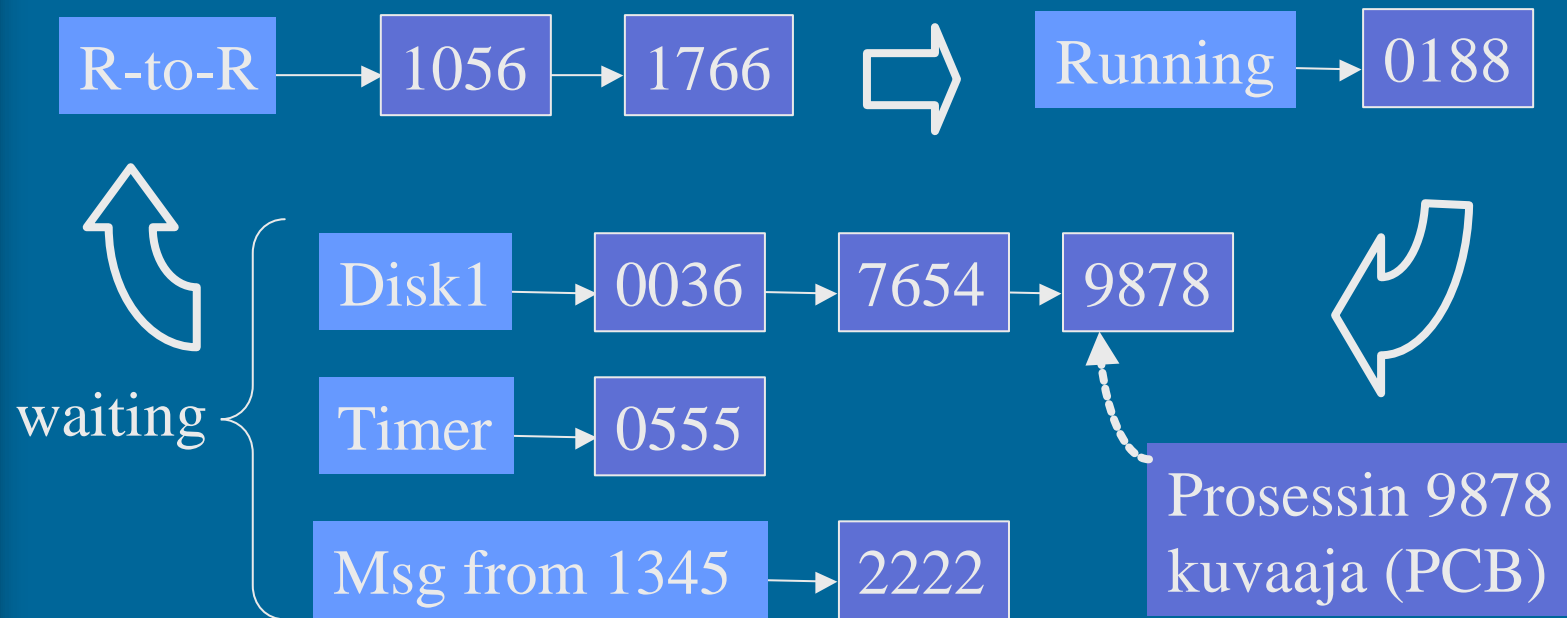 R-to-R 1056 1766 Running 0188
Disk1 0036 7654 9878
waiting Timer 0555
Prosessin 9878
kuvaaja (PCB)
Msg from 1345 2222